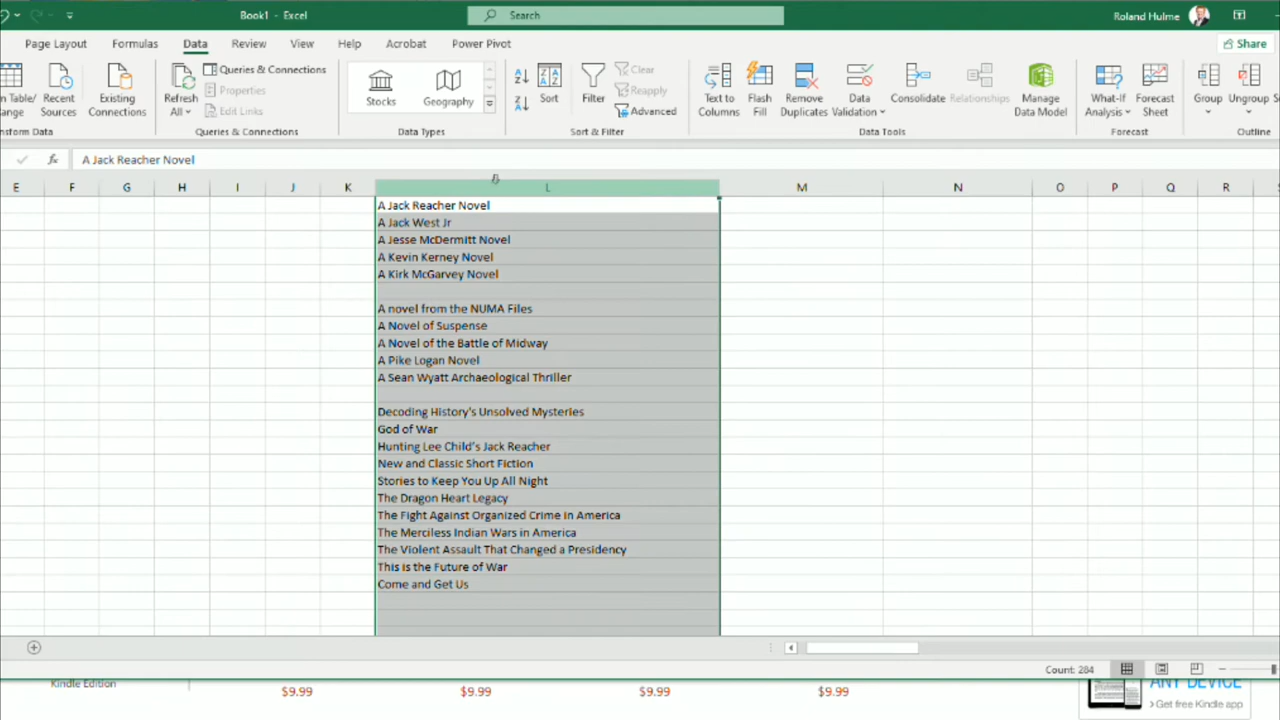 Book1 - Excel
Search
Roland Hulme
Page Layout Formulas Data Review View Help Acrobat Power Pivot
Share
Recent Sources
Existing Connections
Refresh All
Queries & Connections
Properties
Edit Links
Stocks
Geography
Sort
Filter
Clear
Reapply
Advanced
Text to Columns
Flash Fill
Remove Duplicates
Data Validation
Consolidate
Relationships
Manage Data Model
What-If Analysis
Forecast Sheet
Group
Ungroup
Queries & Connections
Data Types
Sort & Filter
Data Tools
Forecast
Outline
fx A Jack Reacher Novel
E F G H I J K L M N O P Q R
A Jack Reacher Novel
A Jack West Jr
A Jesse McDermitt Novel
A Kevin Kerney Novel
A Kirk McGarvey Novel
A novel from the NUMA Files
A Novel of Suspense
A Novel of the Battle of Midway
A Pike Logan Novel
A Sean Wyatt Archaeological Thriller
Decoding History's Unsolved Mysteries
God of War
Hunting Lee Child's Jack Reacher
New and Classic Short Fiction
Stories to Keep You Up All Night
The Dragon Heart Legacy
The Fight Against Organized Crime in America
The Merciless Indian Wars in America
The Violent Assault That Changed a Presidency
This is the Future of War
Come and Get Us
Count: 284
Kindle Edition
$9.99 $9.99 $9.99 $9.99
ANY DEVICE
› Get free Kindle app